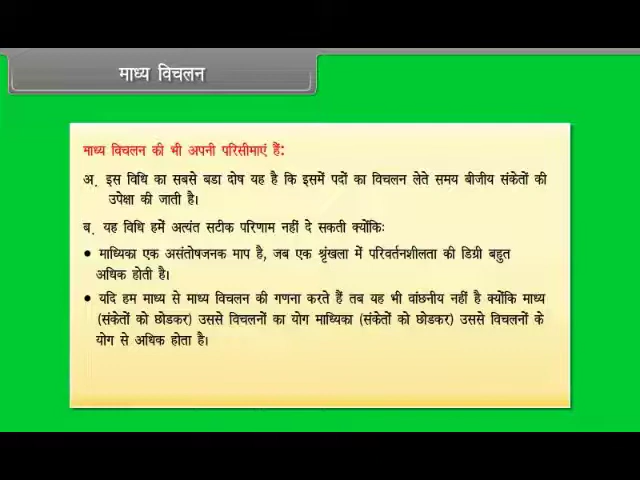 माध्य विचलन
माध्य विचलन की भी अपनी परिसीमाएं हैं:
अ. इस विधि का सबसे बडा दोष यह है कि इसमें पदों का विचलन लेते समय बीजीय संकेतों की
उपेक्षा की जाती है।
ब. यह विधि हमें अत्यंत सटीक परिणाम नहीं दे सकती क्योंकिः
• माध्यिका एक असंतोषजनक माप है, जब एक श्रृंखला में परिवर्तनशीलता की डिग्री बहुत
अधिक होती है।
• यदि हम माध्य से माध्य विचलन की गणना करते हैं तब यह भी वांछनीय नहीं है क्योंकि माध्य
(संकेतों को छोडकर) उससे विचलनों का योग माध्यिका (संकेतों को छोडकर) उससे विचलनों के
योग से अधिक होता है।